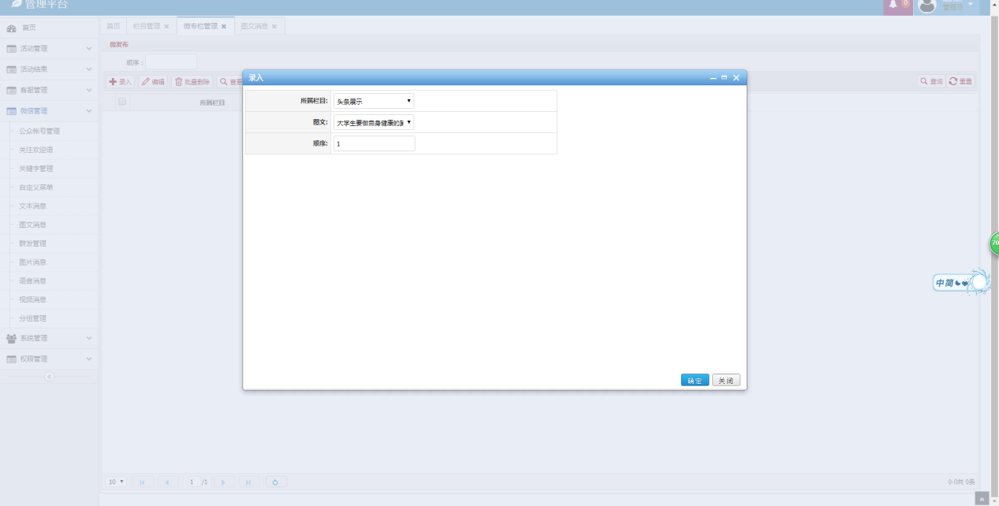 管理平台
0
管理员
首页
活动管理
活动结果
客服管理
微信管理
公众帐号管理
关注欢迎语
关键字管理
自定义菜单
文本消息
图文消息
群发管理
图片消息
语音消息
视频消息
分组管理
系统管理
权限管理
首页 栏目管理 微专栏管理 图文消息
微发布
顺序:
录入 编辑 批量删除
查询 重置
所属栏目
录入
所属栏目: 头条展示
图文: 大学生要做自身健康的
顺序: 1
确定 关闭
10 1 /1
0-0共 0条
70
中简